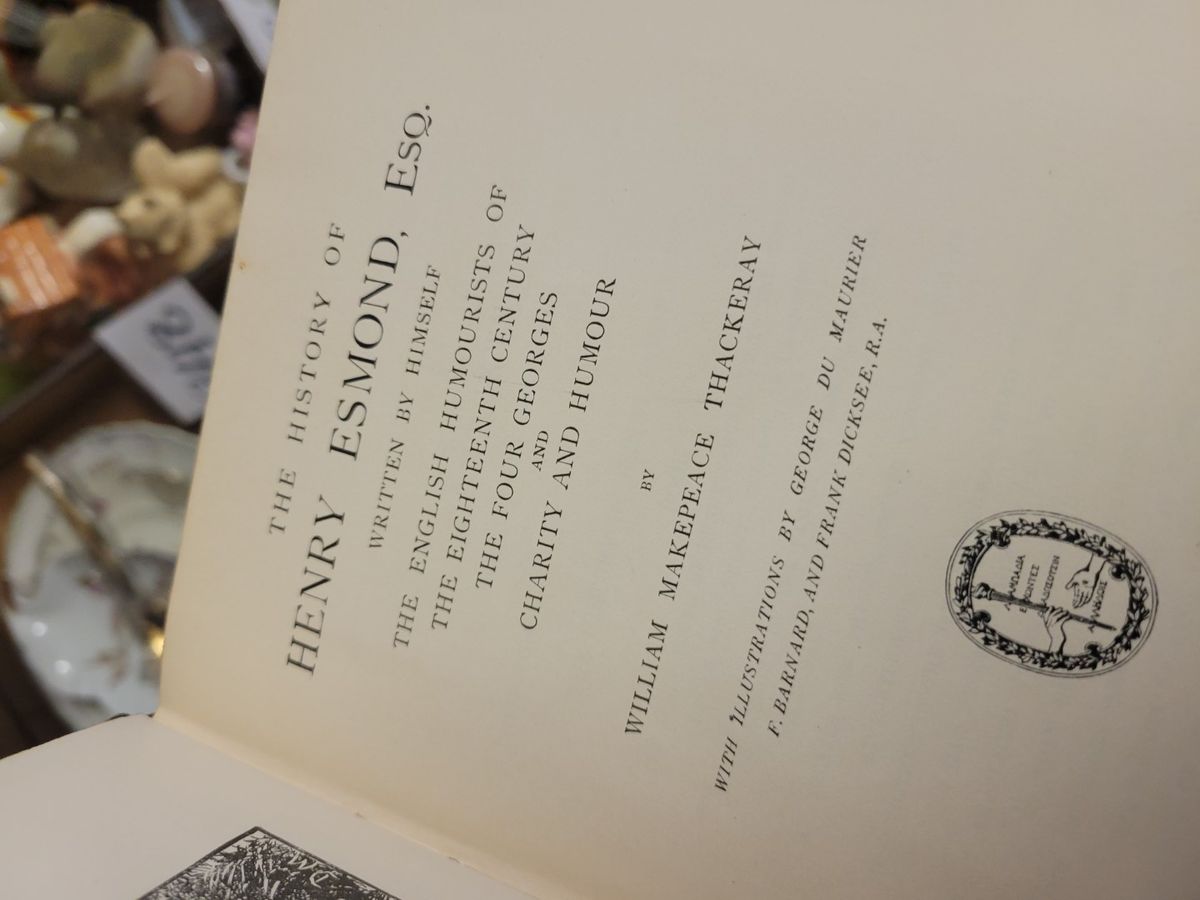 THE HISTORY OF
HENRY ESMOND, ESQ.
WRITTEN BY HIMSELF
THE ENGLISH HUMOURISTS OF
THE EIGHTEENTH CENTURY
THE FOUR GEORGES
AND
CHARITY AND HUMOUR
BY
WILLIAM MAKEPEACE THACKERAY
WITH ILLUSTRATIONS BY GEORGE DU MAURIER
F. BARNARD, AND FRANK DICKSEE, R.A.